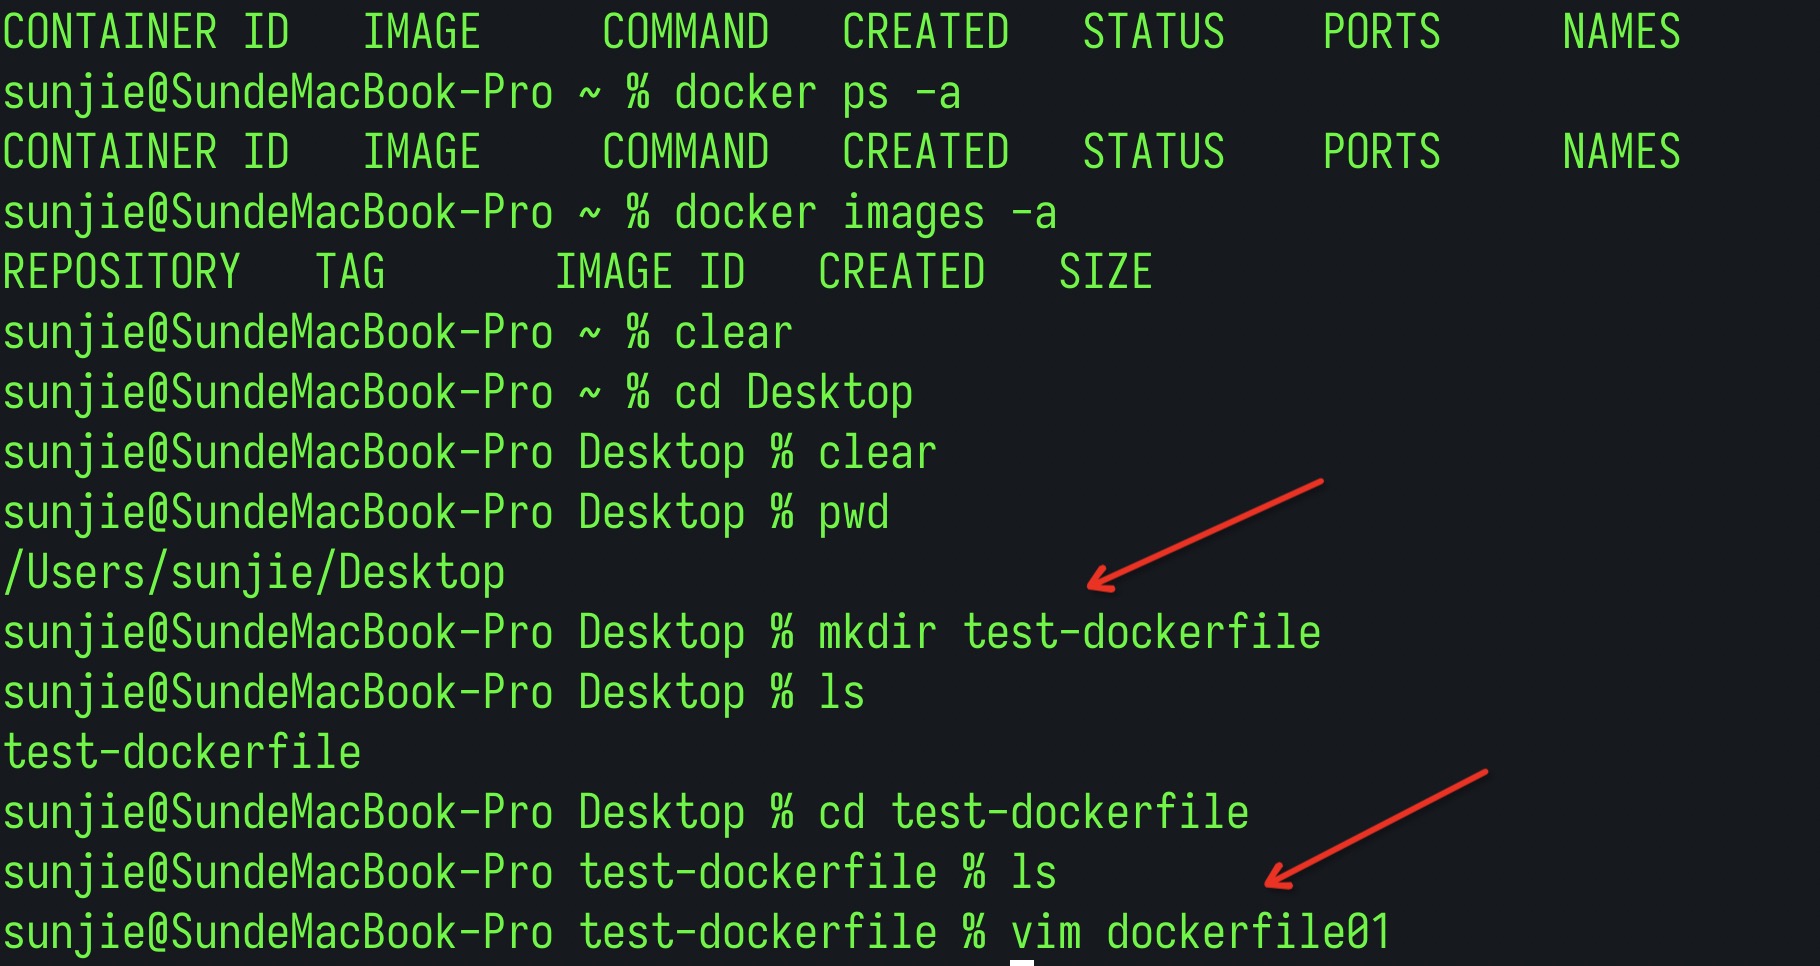 CONTAINER ID   IMAGE     COMMAND   CREATED   STATUS    PORTS     NAMES
sunjie@SundeMacBook-Pro ~ % docker ps -a
CONTAINER ID   IMAGE     COMMAND   CREATED   STATUS    PORTS     NAMES
sunjie@SundeMacBook-Pro ~ % docker images -a
REPOSITORY   TAG       IMAGE ID   CREATED   SIZE
sunjie@SundeMacBook-Pro ~ % clear
sunjie@SundeMacBook-Pro ~ % cd Desktop
sunjie@SundeMacBook-Pro Desktop % clear
sunjie@SundeMacBook-Pro Desktop % pwd
/Users/sunjie/Desktop
sunjie@SundeMacBook-Pro Desktop % mkdir test-dockerfile
sunjie@SundeMacBook-Pro Desktop % ls
test-dockerfile
sunjie@SundeMacBook-Pro Desktop % cd test-dockerfile
sunjie@SundeMacBook-Pro test-dockerfile % ls
sunjie@SundeMacBook-Pro test-dockerfile % vim dockerfile01